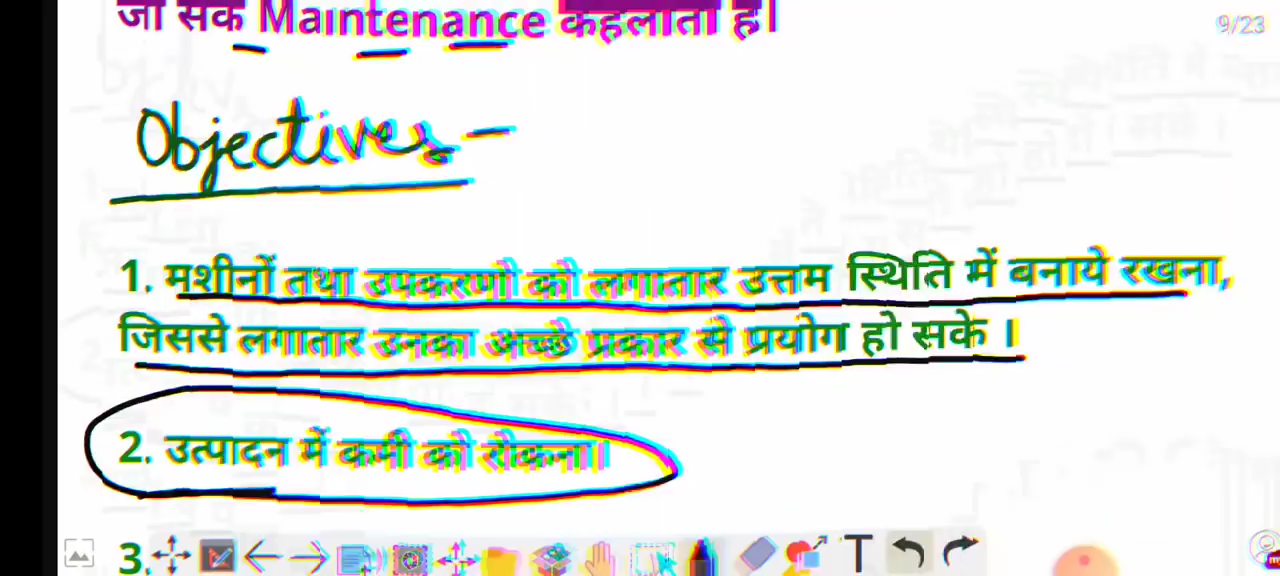 जा सके Maintenance कहलाता है।
9/23
Objectives -
1. मशीनों तथा उपकरणों को लगातार उत्तम स्थिति में बनाये रखना,
जिससे लगातार उनका अच्छे प्रकार से प्रयोग हो सके ।
2. उत्पादन में कमी को रोकना।
3.